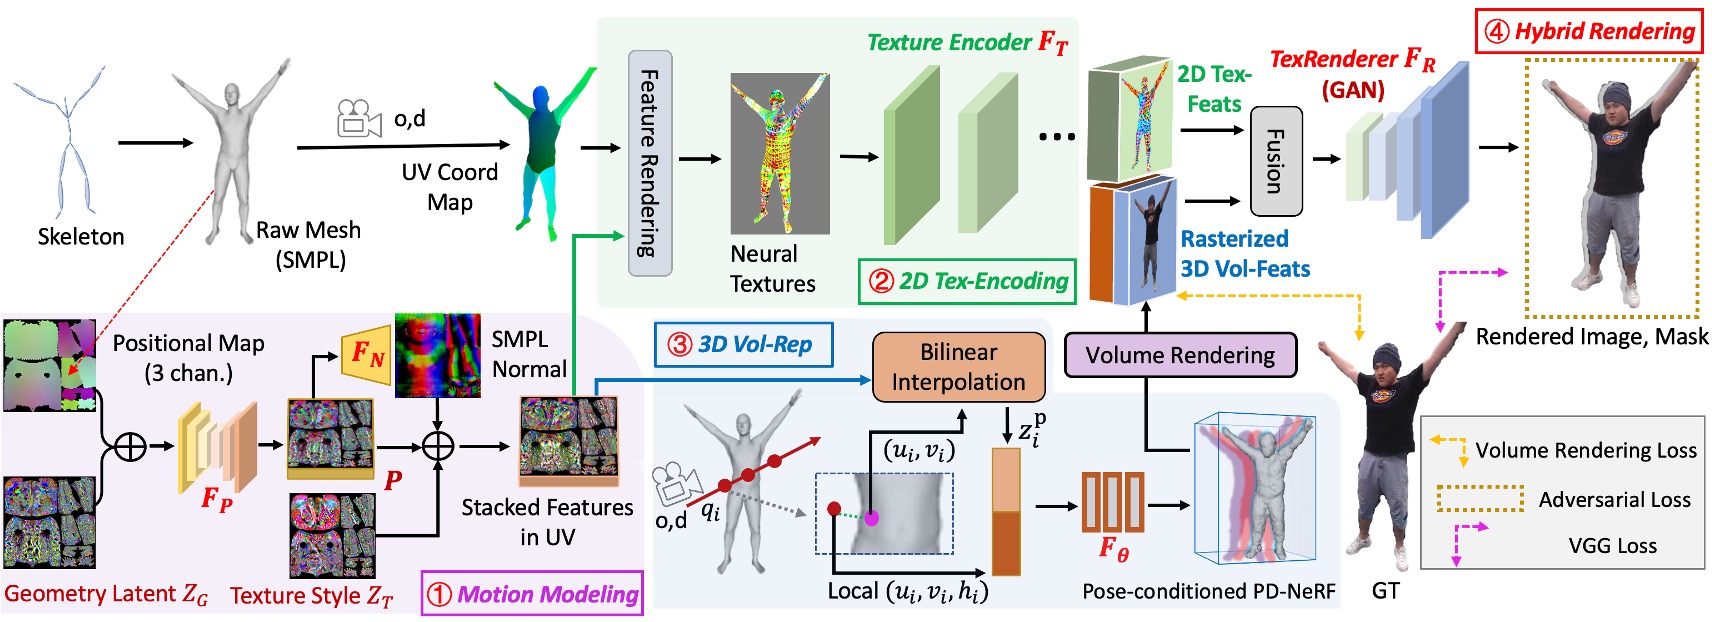 Skeleton
Raw Mesh
(SMPL)
o,d
UV Coord
Map
Feature Rendering
Neural
Textures
Texture Encoder F_T
② 2D Tex-Encoding
...
2D Tex-
Feats
Rasterized
3D Vol-Feats
Fusion
TexRenderer F_R
(GAN)
④ Hybrid Rendering
Rendered Image, Mask
Positional Map
(3 chan.)
F_N
SMPL
Normal
F_P
P
Stacked Features
in UV
Geometry Latent Z_G
Texture Style Z_T
① Motion Modeling
③ 3D Vol-Rep
Bilinear
Interpolation
z_i^p
(u_i, v_i)
o,d
q_i
Local (u_i, v_i, h_i)
F_θ
Volume Rendering
Pose-conditioned PD-NeRF
GT
Volume Rendering Loss
Adversarial Loss
VGG Loss